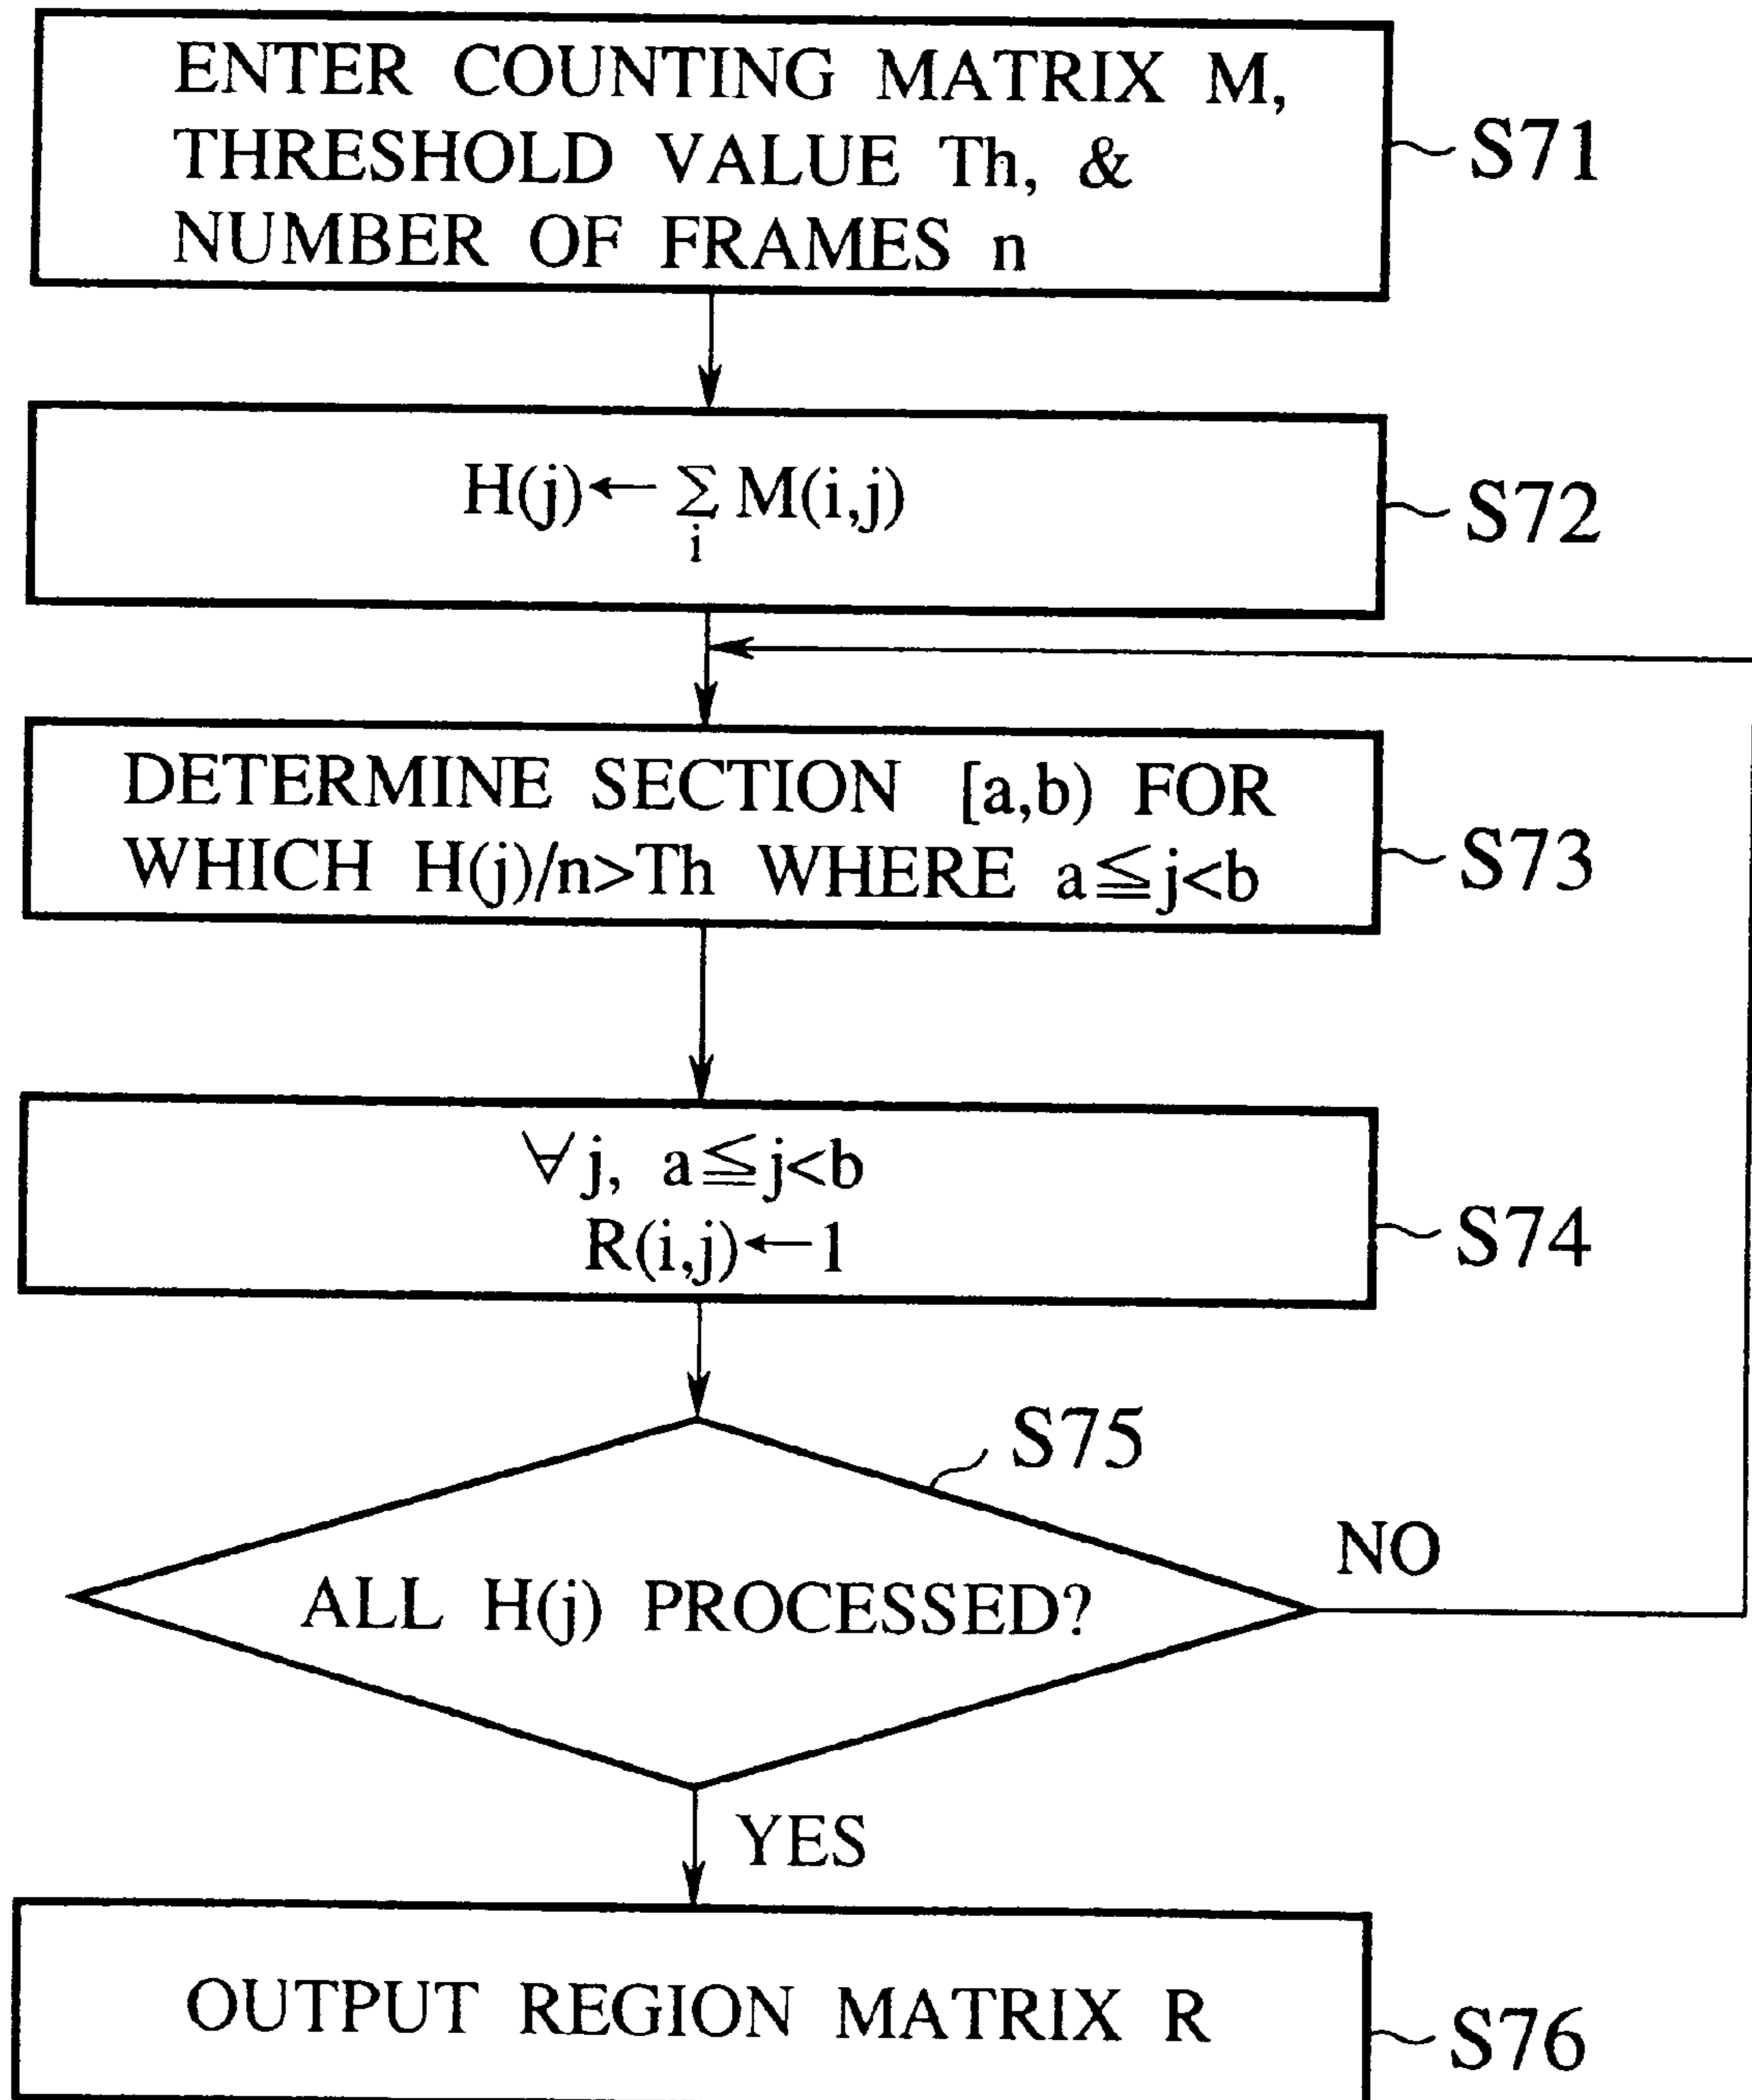 ENTER COUNTING MATRIX M,
THRESHOLD VALUE Th, &
NUMBER OF FRAMES n
S71
H(j)← Σ M(i,j)
i
S72
DETERMINE SECTION [a,b) FOR
WHICH H(j)/n>Th WHERE a≦j<b
S73
∀j, a≦j<b
R(i,j)←1
S74
S75
ALL H(j) PROCESSED?
NO
YES
OUTPUT REGION MATRIX R
S76